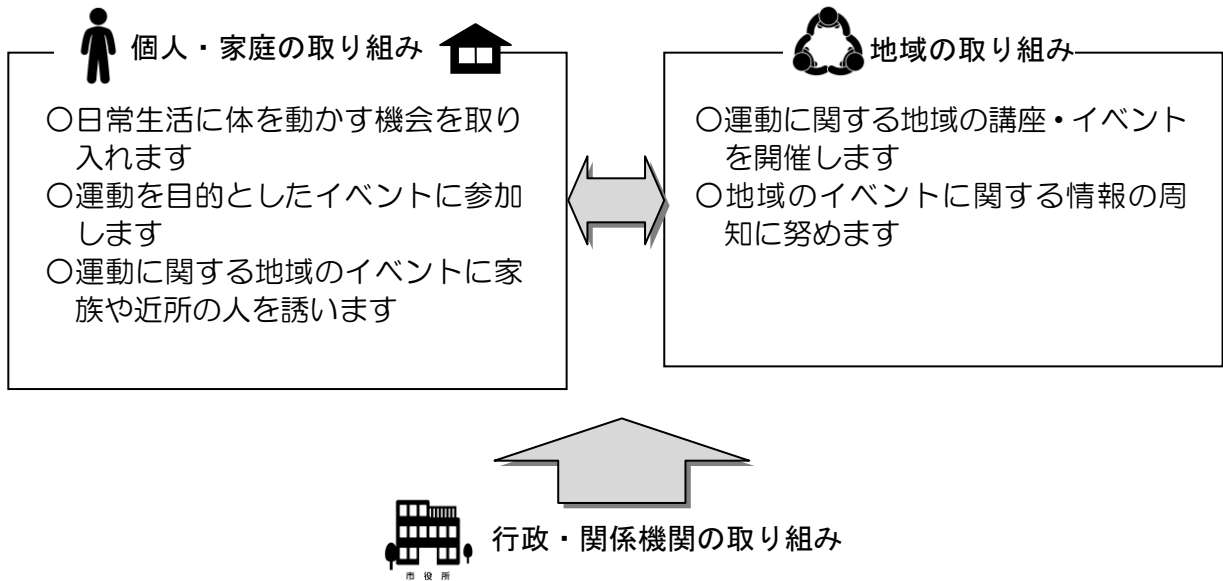 個人・家庭の取り組み
〇日常生活に体を動かす機会を取り
入れます
〇運動を目的としたイベントに参加
します
〇運動に関する地域のイベントに家
族や近所の人を誘います
地域の取り組み
〇運動に関する地域の講座・イベント
を開催します
〇地域のイベントに関する情報の周
知に努めます
市役所
行政・関係機関の取り組み